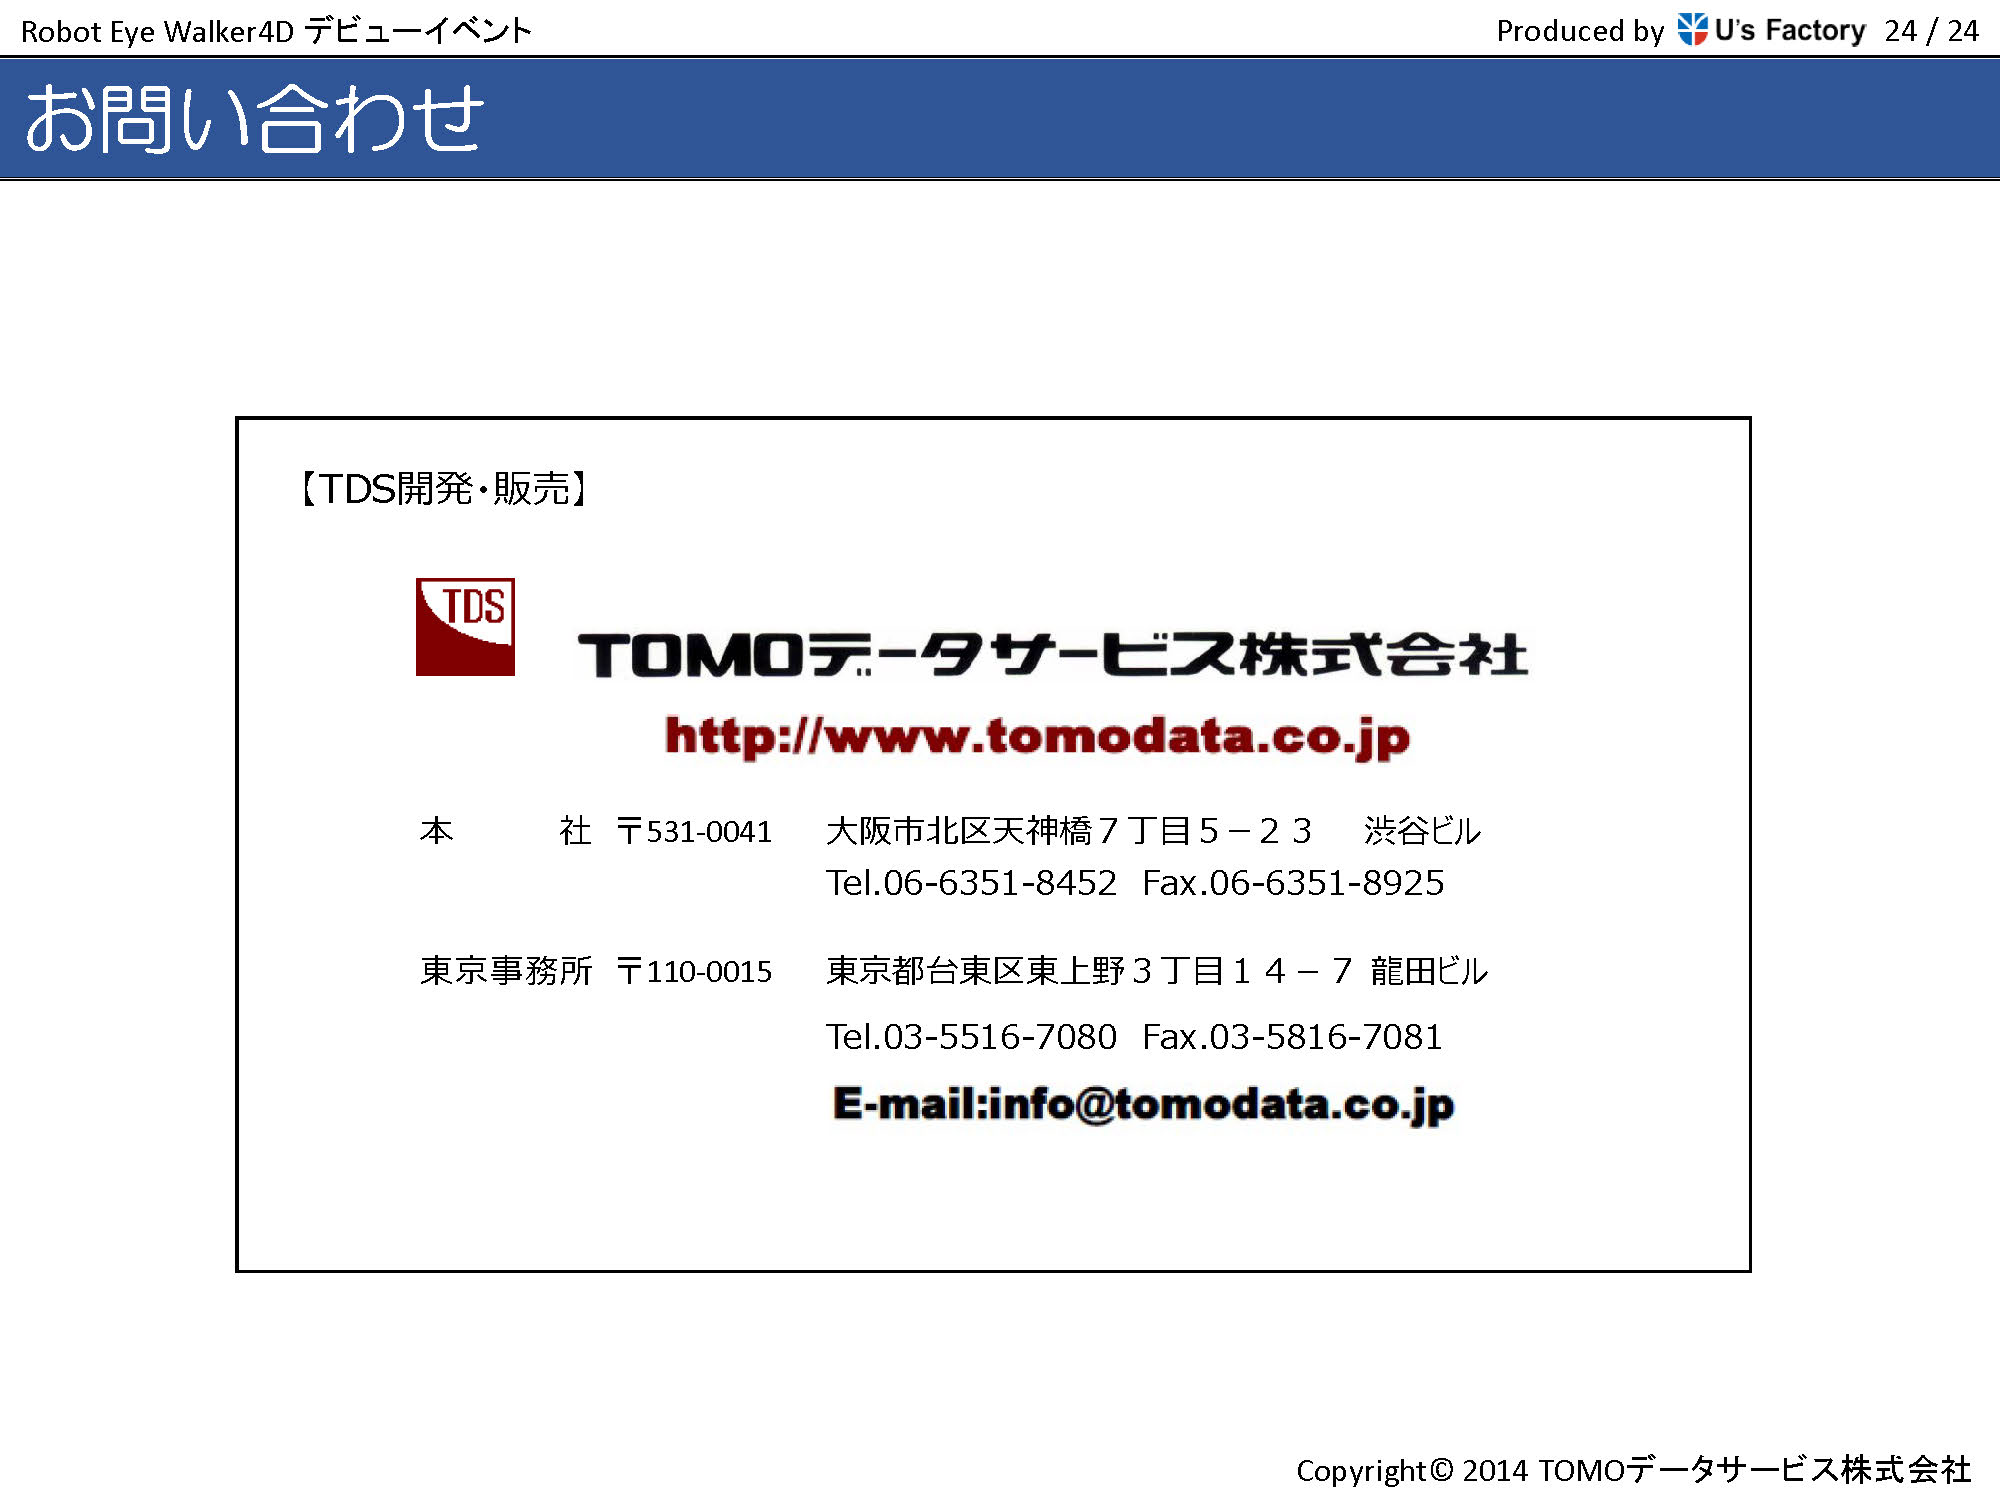 Robot Eye Walker4D デビューイベント
Produced by U's Factory 24 / 24
お問い合わせ
【TDS開発・販売】
TDS
TOMOデータサービス株式会社
http://www.tomodata.co.jp
本　　　社 〒531-0041 大阪市北区天神橋７丁目５－２３　渋谷ビル
Tel.06-6351-8452 Fax.06-6351-8925
東京事務所 〒110-0015 東京都台東区東上野３丁目１４－７ 龍田ビル
Tel.03-5516-7080 Fax.03-5816-7081
E-mail:info@tomodata.co.jp
Copyright© 2014 TOMOデータサービス株式会社